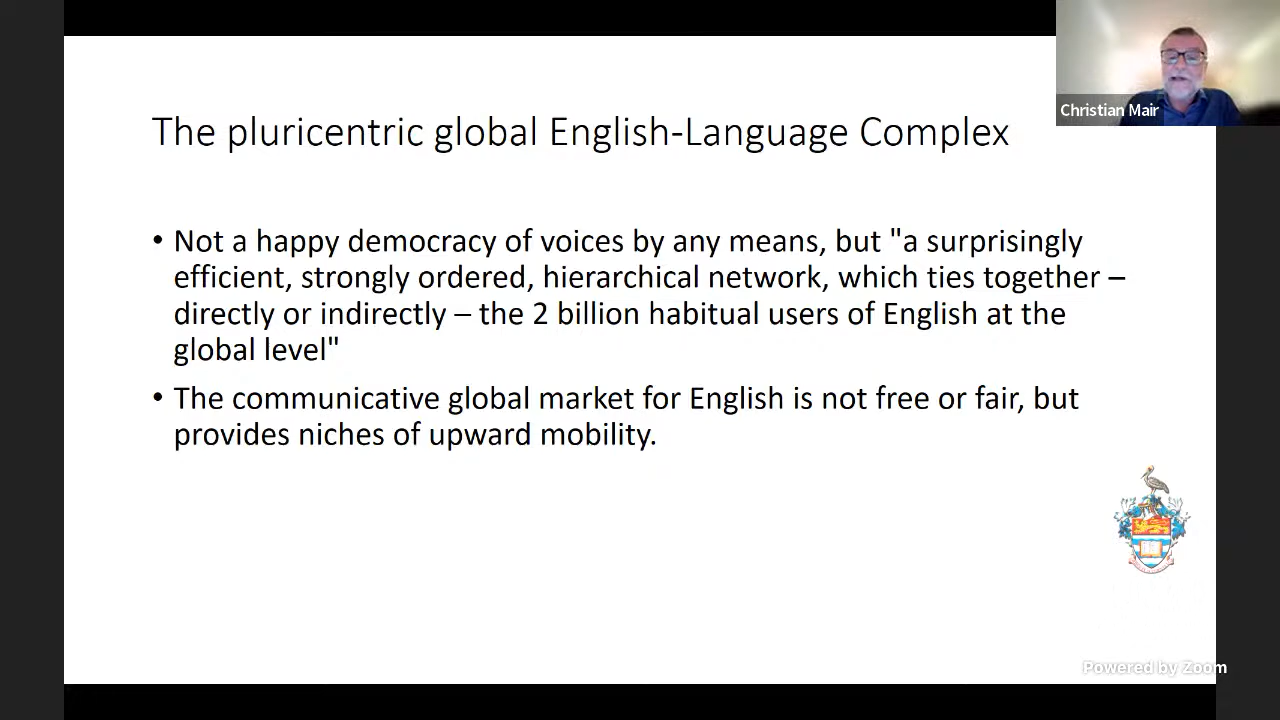 Christian Mair
The pluricentric global English-Language Complex
• Not a happy democracy of voices by any means, but "a surprisingly
efficient, strongly ordered, hierarchical network, which ties together –
directly or indirectly – the 2 billion habitual users of English at the
global level"
• The communicative global market for English is not free or fair, but
provides niches of upward mobility.
Powered by Zoom